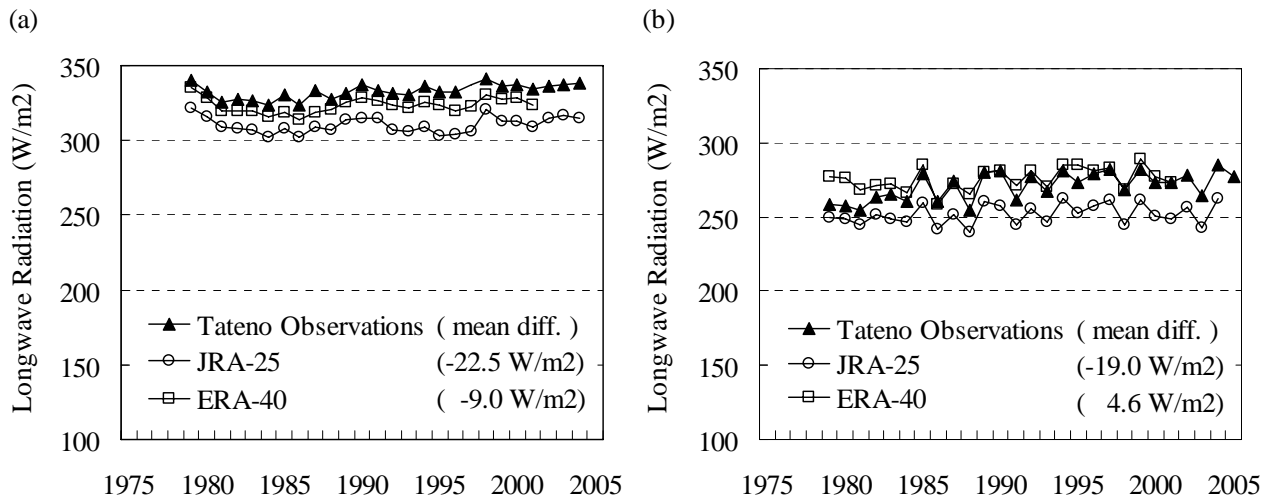 (a)
Longwave Radiation (W/m2)
350
300
250
200
150
100
Tateno Observations ( mean diff. )
JRA-25 (-22.5 W/m2)
ERA-40 ( -9.0 W/m2)
1975 1980 1985 1990 1995 2000 2005
(b)
Longwave Radiation (W/m2)
350
300
250
200
150
100
Tateno Observations ( mean diff. )
JRA-25 (-19.0 W/m2)
ERA-40 ( 4.6 W/m2)
1975 1980 1985 1990 1995 2000 2005